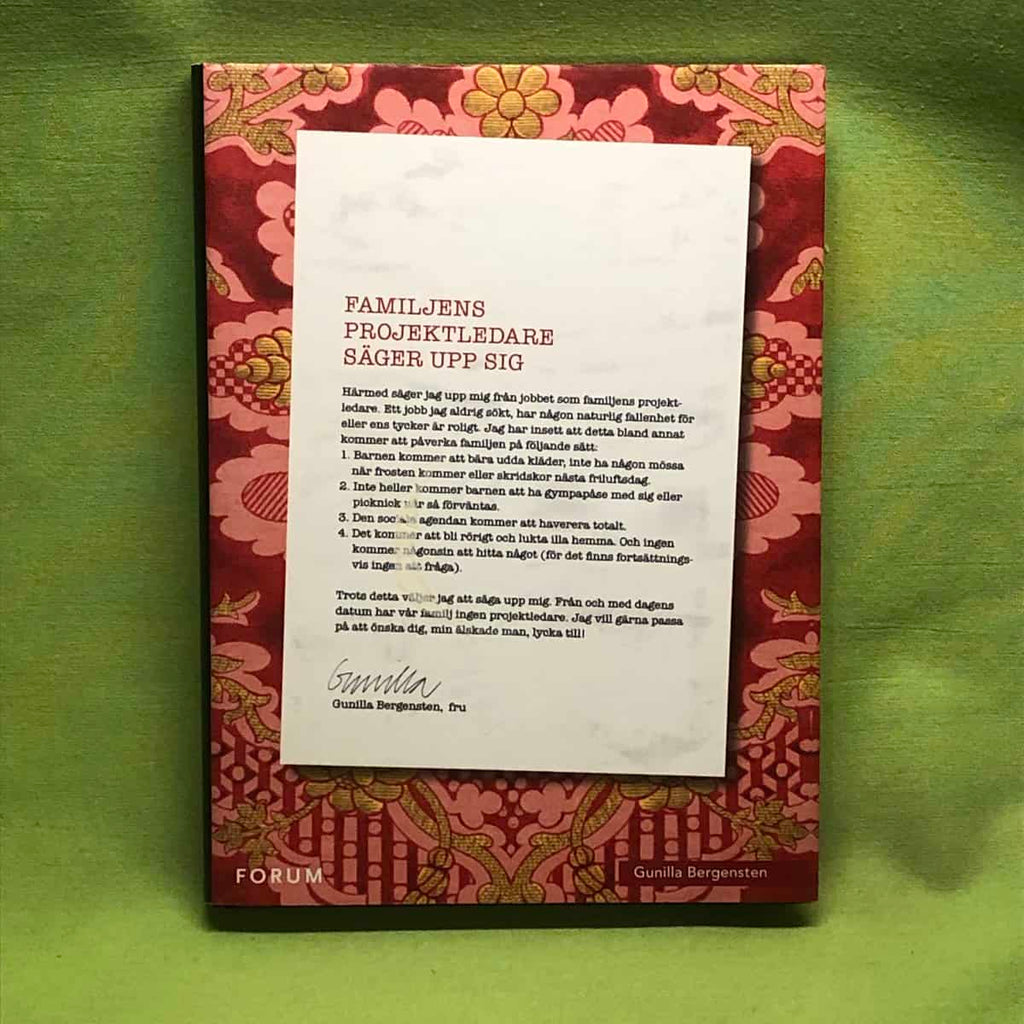 FAMILJENS
PROJEKTLEDARE
SÄGER UPP SIG
Härmed säger jag upp mig från jobbet som familjens projekt-
ledare. Ett jobb jag aldrig sökt, har någon naturlig fallenhet för
eller ens tycker är roligt. Jag har insett att detta bland annat
kommer att påverka familjen på följande sätt:
1. Barnen kommer att bära udda kläder, inte ha någon mössa
när frosten kommer eller skridskor nästa friluftsdag.
2. Inte heller kommer barnen att ha gympapåse med sig eller
picknick när så förväntas.
3. Den sociala agendan kommer att haverera totalt.
4. Det kommer att bli rörigt och lukta illa hemma. Och ingen
kommer någonsin att hitta något (för det finns fortsättnings-
vis ingen att fråga).
Trots detta väljer jag att säga upp mig. Från och med dagens
datum har vår familj ingen projektledare. Jag vill gärna passa
på att önska dig, min älskade man, lycka till!
Gunilla
Gunilla Bergensten, fru
FORUM
Gunilla Bergensten